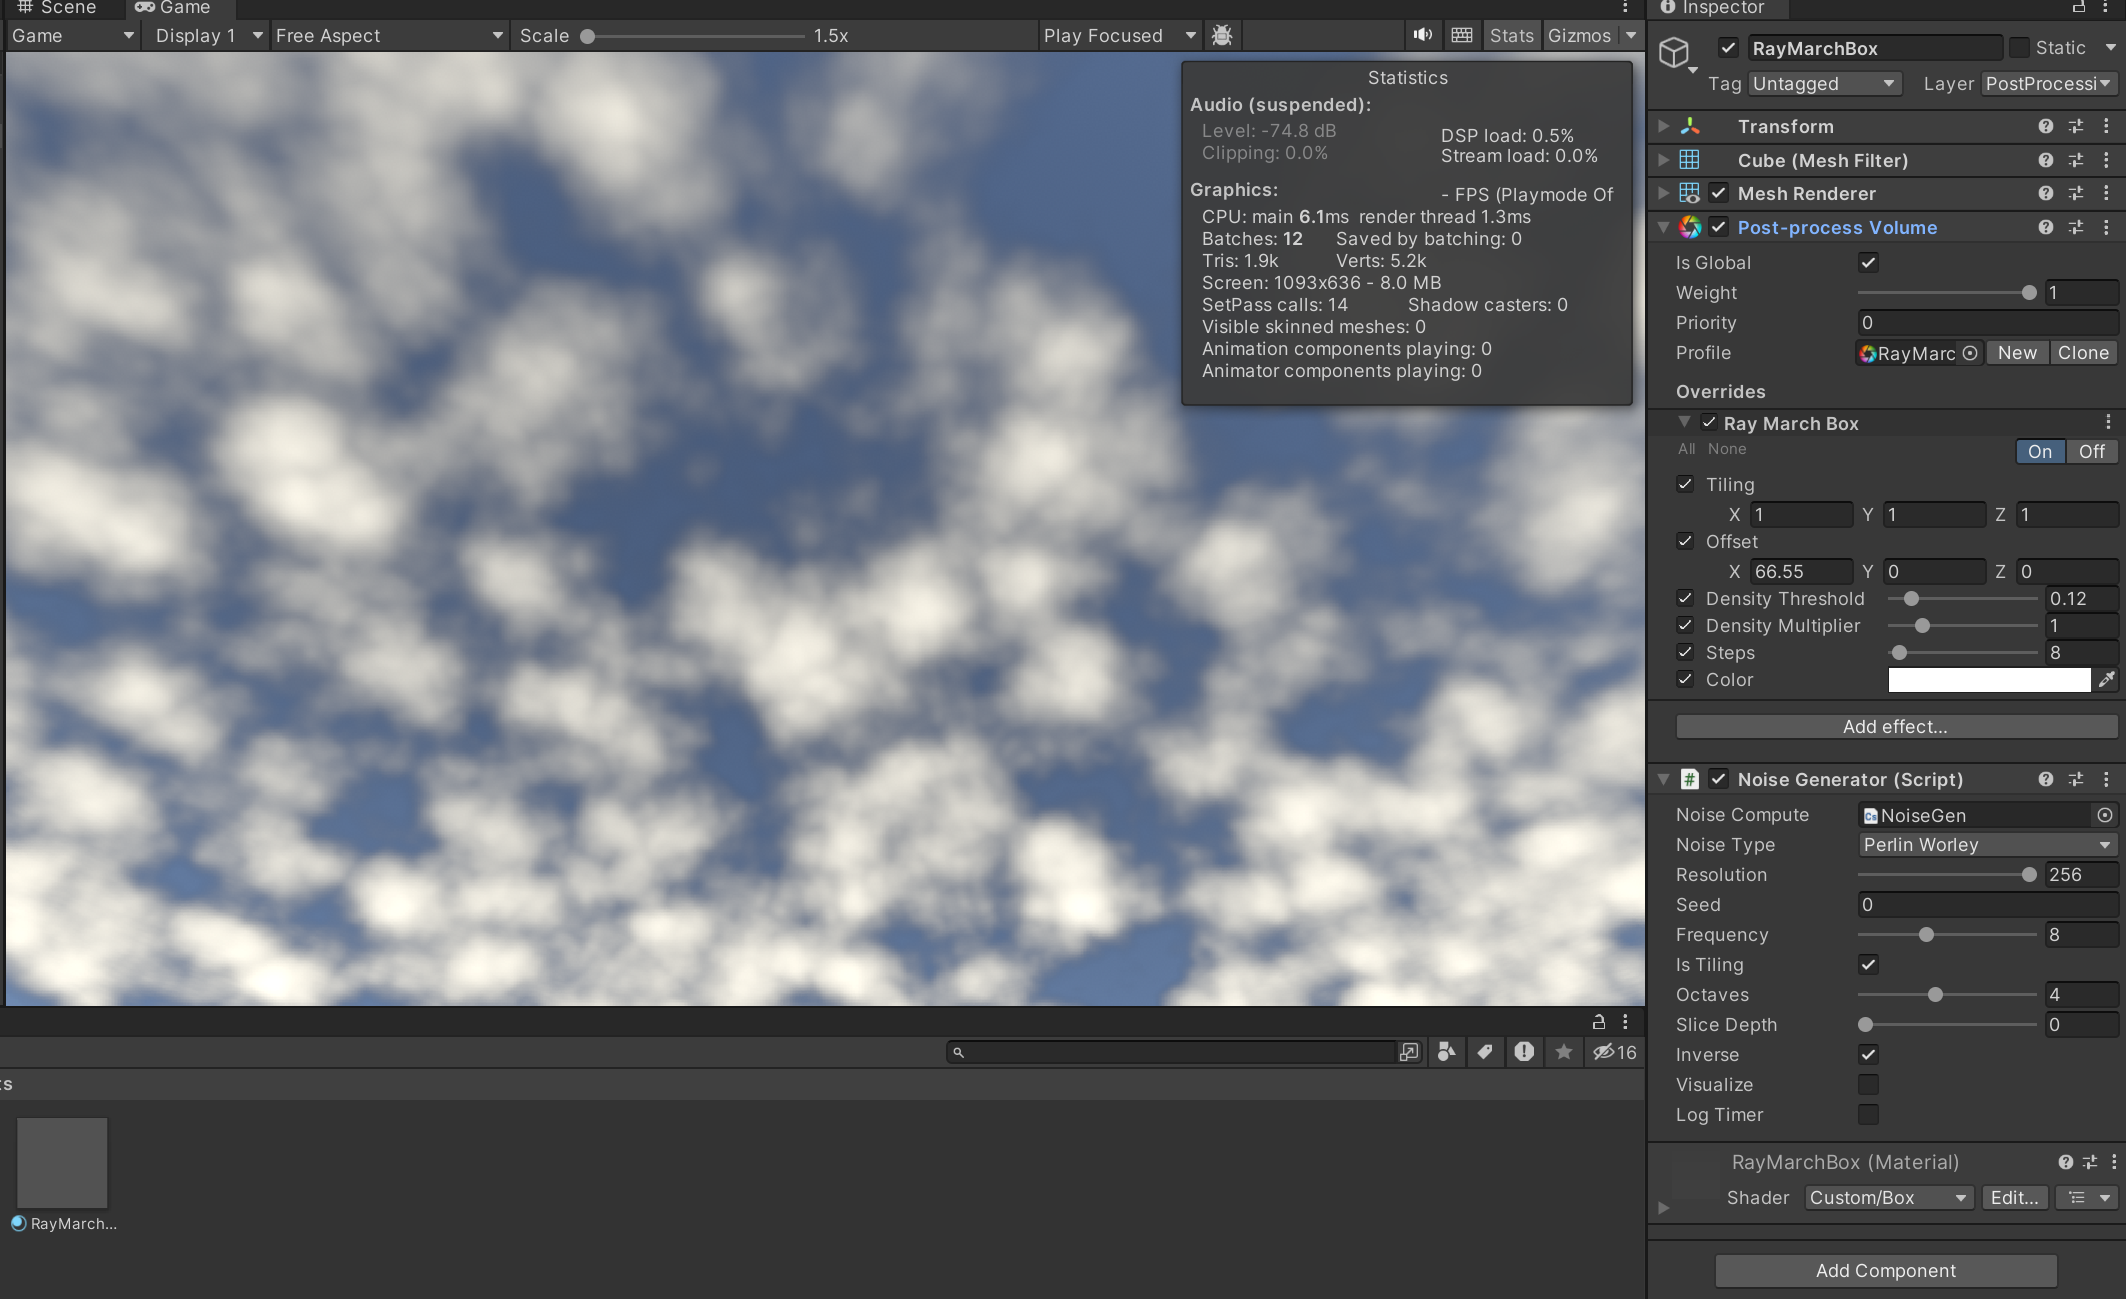 Scene
Game
Inspector
Game
Display 1
Free Aspect
Scale
1.5x
Play Focused
Stats
Gizmos
Statistics
Audio (suspended):
Level: -74.8 dB
DSP load: 0.5%
Clipping: 0.0%
Stream load: 0.0%
Graphics:
- FPS (Playmode Of
CPU: main 6.1ms render thread 1.3ms
Batches: 12 Saved by batching: 0
Tris: 1.9k Verts: 5.2k
Screen: 1093x636 - 8.0 MB
SetPass calls: 14 Shadow casters: 0
Visible skinned meshes: 0
Animation components playing: 0
Animator components playing: 0
16
ts
RayMarch...
RayMarchBox
Static
Tag Untagged Layer PostProcessi
Transform
Cube (Mesh Filter)
Mesh Renderer
Post-process Volume
Is Global
Weight 1
Priority 0
Profile RayMarc New Clone
Overrides
Ray March Box
All None On Off
Tiling
X 1 Y 1 Z 1
Offset
X 66.55 Y 0 Z 0
Density Threshold 0.12
Density Multiplier 1
Steps 8
Color
Add effect...
# Noise Generator (Script)
Noise Compute NoiseGen
Noise Type Perlin Worley
Resolution 256
Seed 0
Frequency 8
Is Tiling
Octaves 4
Slice Depth 0
Inverse
Visualize
Log Timer
RayMarchBox (Material)
Shader Custom/Box Edit...
Add Component